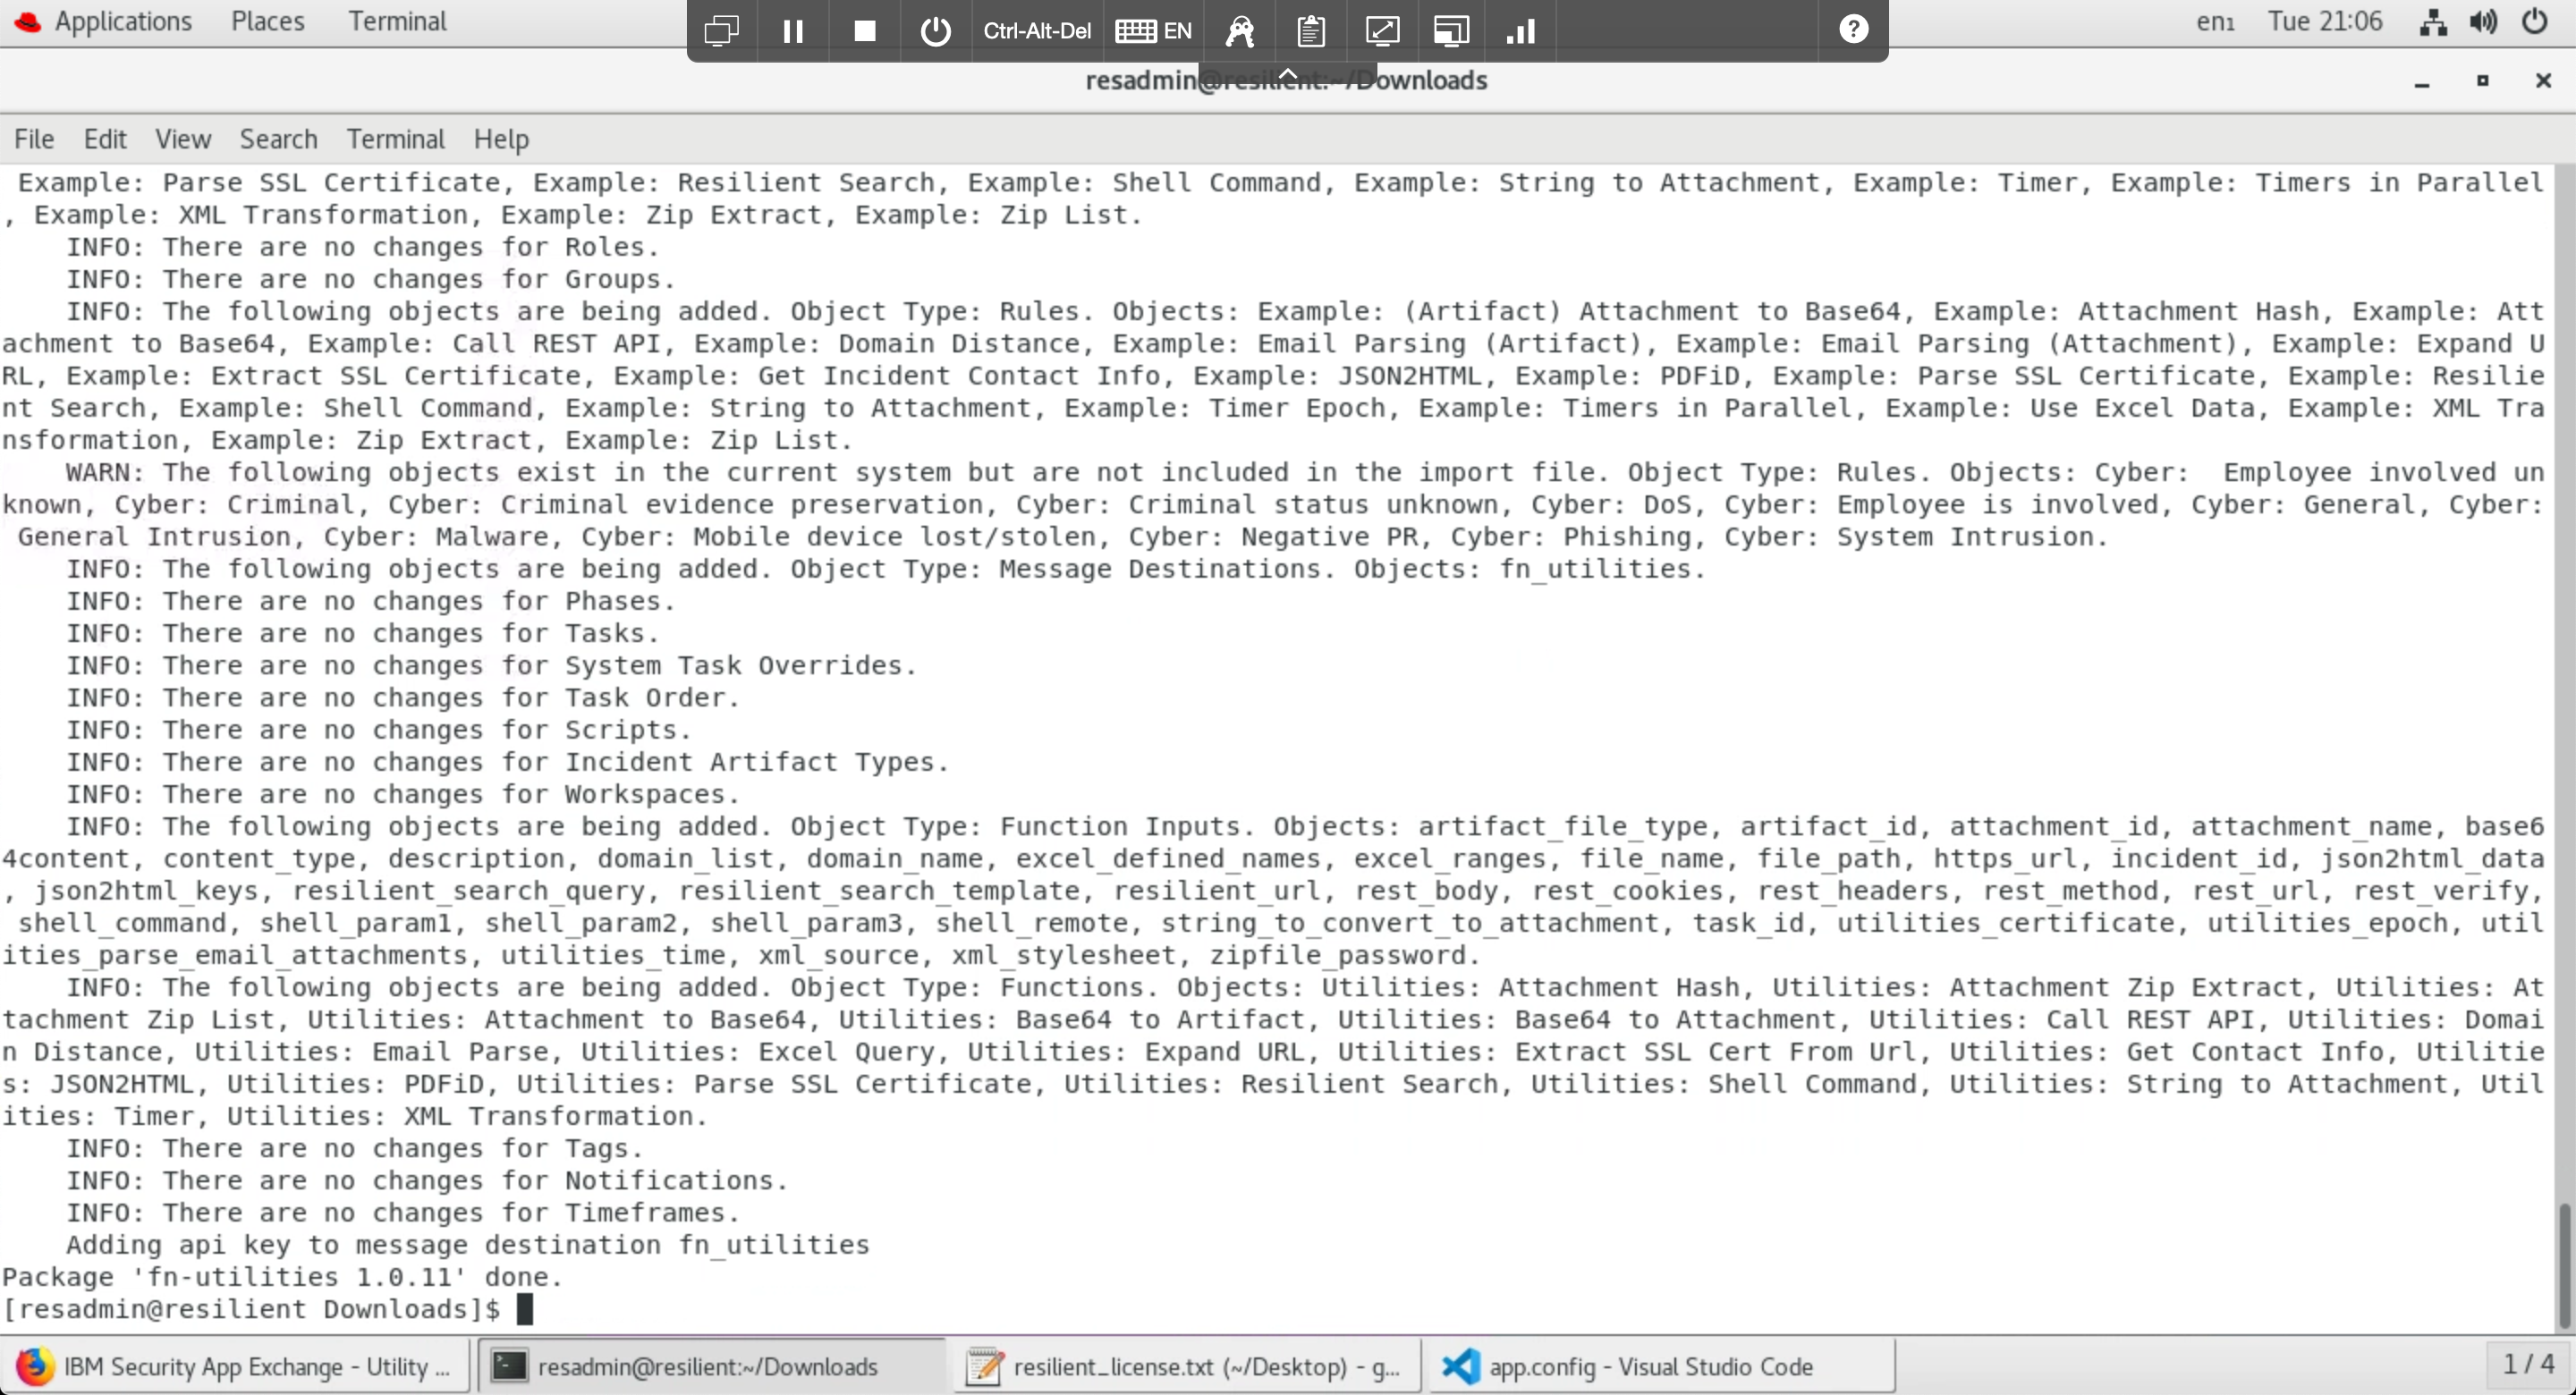 Applications Places Terminal
Ctrl-Alt-Del EN
en₁ Tue 21:06
resadmin@resilient:~/Downloads
File Edit View Search Terminal Help
 Example: Parse SSL Certificate, Example: Resilient Search, Example: Shell Command, Example: String to Attachment, Example: Timer, Example: Timers in Parallel
, Example: XML Transformation, Example: Zip Extract, Example: Zip List.
    INFO: There are no changes for Roles.
    INFO: There are no changes for Groups.
    INFO: The following objects are being added. Object Type: Rules. Objects: Example: (Artifact) Attachment to Base64, Example: Attachment Hash, Example: Att
achment to Base64, Example: Call REST API, Example: Domain Distance, Example: Email Parsing (Artifact), Example: Email Parsing (Attachment), Example: Expand U
RL, Example: Extract SSL Certificate, Example: Get Incident Contact Info, Example: JSON2HTML, Example: PDFiD, Example: Parse SSL Certificate, Example: Resilie
nt Search, Example: Shell Command, Example: String to Attachment, Example: Timer Epoch, Example: Timers in Parallel, Example: Use Excel Data, Example: XML Tra
nsformation, Example: Zip Extract, Example: Zip List.
    WARN: The following objects exist in the current system but are not included in the import file. Object Type: Rules. Objects: Cyber:  Employee involved un
known, Cyber: Criminal, Cyber: Criminal evidence preservation, Cyber: Criminal status unknown, Cyber: DoS, Cyber: Employee is involved, Cyber: General, Cyber:
 General Intrusion, Cyber: Malware, Cyber: Mobile device lost/stolen, Cyber: Negative PR, Cyber: Phishing, Cyber: System Intrusion.
    INFO: The following objects are being added. Object Type: Message Destinations. Objects: fn_utilities.
    INFO: There are no changes for Phases.
    INFO: There are no changes for Tasks.
    INFO: There are no changes for System Task Overrides.
    INFO: There are no changes for Task Order.
    INFO: There are no changes for Scripts.
    INFO: There are no changes for Incident Artifact Types.
    INFO: There are no changes for Workspaces.
    INFO: The following objects are being added. Object Type: Function Inputs. Objects: artifact_file_type, artifact_id, attachment_id, attachment_name, base6
4content, content_type, description, domain_list, domain_name, excel_defined_names, excel_ranges, file_name, file_path, https_url, incident_id, json2html_data
, json2html_keys, resilient_search_query, resilient_search_template, resilient_url, rest_body, rest_cookies, rest_headers, rest_method, rest_url, rest_verify,
 shell_command, shell_param1, shell_param2, shell_param3, shell_remote, string_to_convert_to_attachment, task_id, utilities_certificate, utilities_epoch, util
ities_parse_email_attachments, utilities_time, xml_source, xml_stylesheet, zipfile_password.
    INFO: The following objects are being added. Object Type: Functions. Objects: Utilities: Attachment Hash, Utilities: Attachment Zip Extract, Utilities: At
tachment Zip List, Utilities: Attachment to Base64, Utilities: Base64 to Artifact, Utilities: Base64 to Attachment, Utilities: Call REST API, Utilities: Domai
n Distance, Utilities: Email Parse, Utilities: Excel Query, Utilities: Expand URL, Utilities: Extract SSL Cert From Url, Utilities: Get Contact Info, Utilitie
s: JSON2HTML, Utilities: PDFiD, Utilities: Parse SSL Certificate, Utilities: Resilient Search, Utilities: Shell Command, Utilities: String to Attachment, Util
ities: Timer, Utilities: XML Transformation.
    INFO: There are no changes for Tags.
    INFO: There are no changes for Notifications.
    INFO: There are no changes for Timeframes.
    Adding api key to message destination fn_utilities
Package 'fn-utilities 1.0.11' done.
[resadmin@resilient Downloads]$
IBM Security App Exchange - Utility ... resadmin@resilient:~/Downloads resilient_license.txt (~/Desktop) - g... app.config - Visual Studio Code 1 / 4